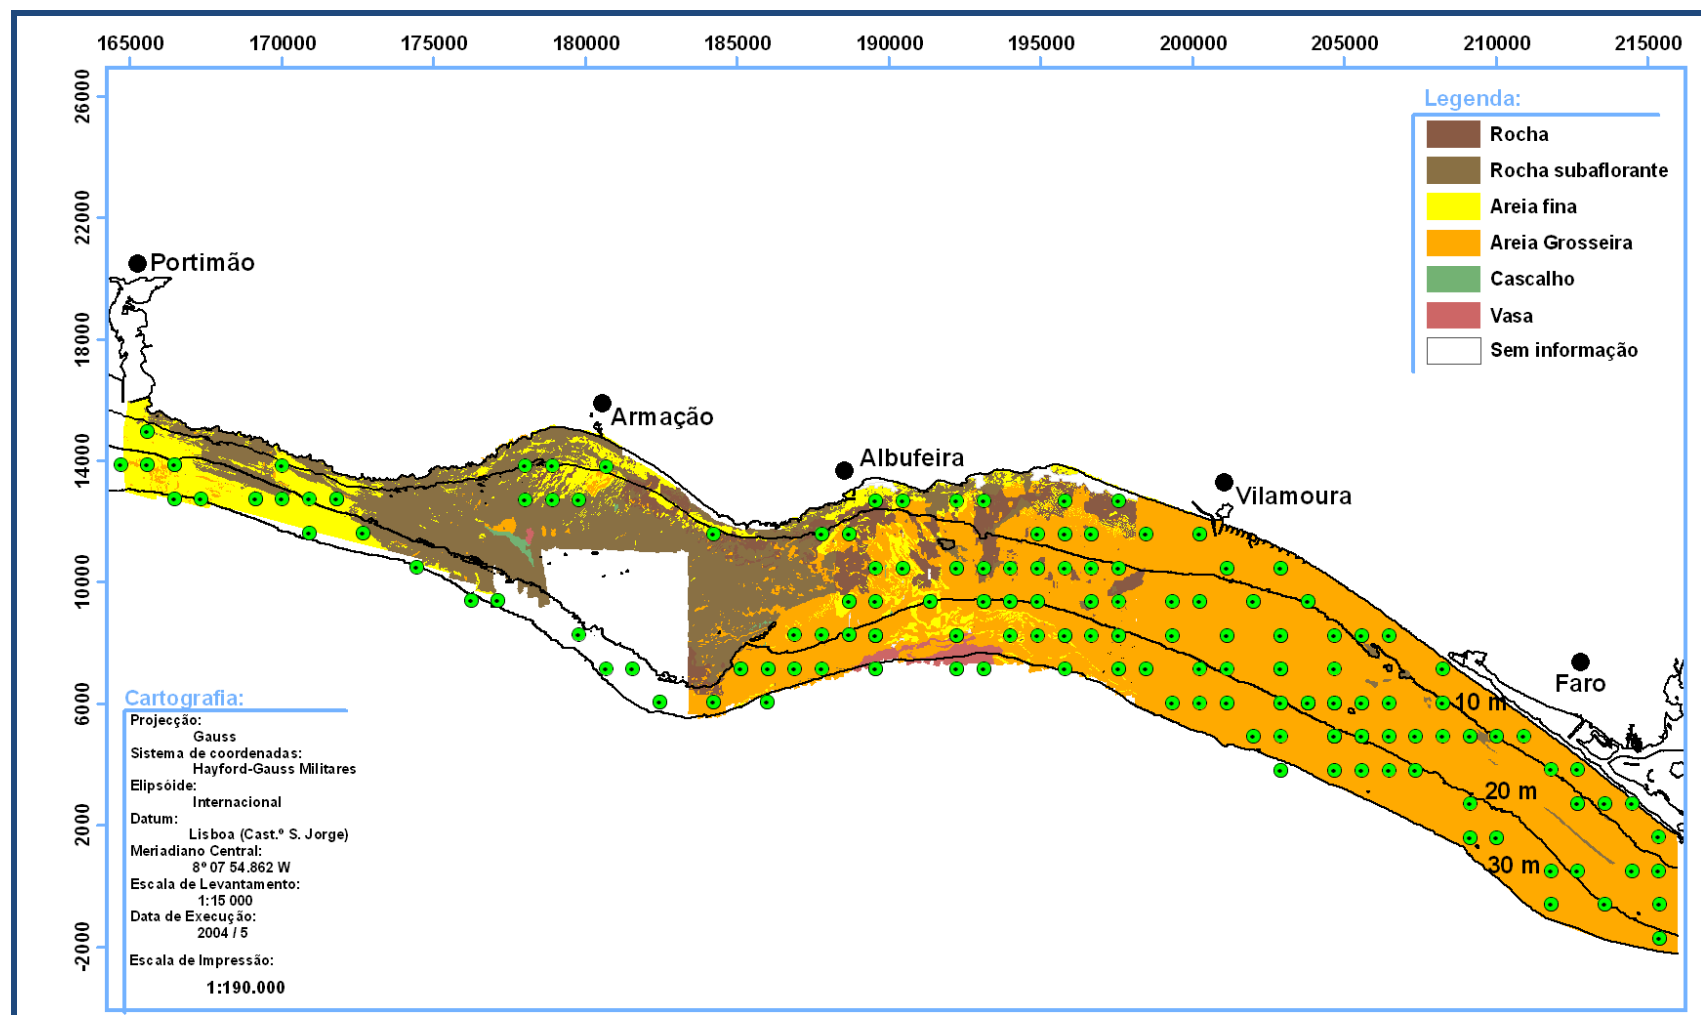 165000 170000 175000 180000 185000 190000 195000 200000 205000 210000 215000
26000
22000
18000
14000
10000
6000
2000
-2000
Legenda:
Rocha
Rocha subaflorante
Areia fina
Areia Grosseira
Cascalho
Vasa
Sem informação
Portimão
Armação
Albufeira
Vilamoura
Faro
10 m
20 m
30 m
Cartografia:
Projecção:
Gauss
Sistema de coordenadas:
Hayford-Gauss Militares
Elipsóide:
Internacional
Datum:
Lisboa (Cast.º S. Jorge)
Meriadiano Central:
8º 07 54.862 W
Escala de Levantamento:
1:15 000
Data de Execução:
2004 / 5
Escala de Impressão:
1:190.000